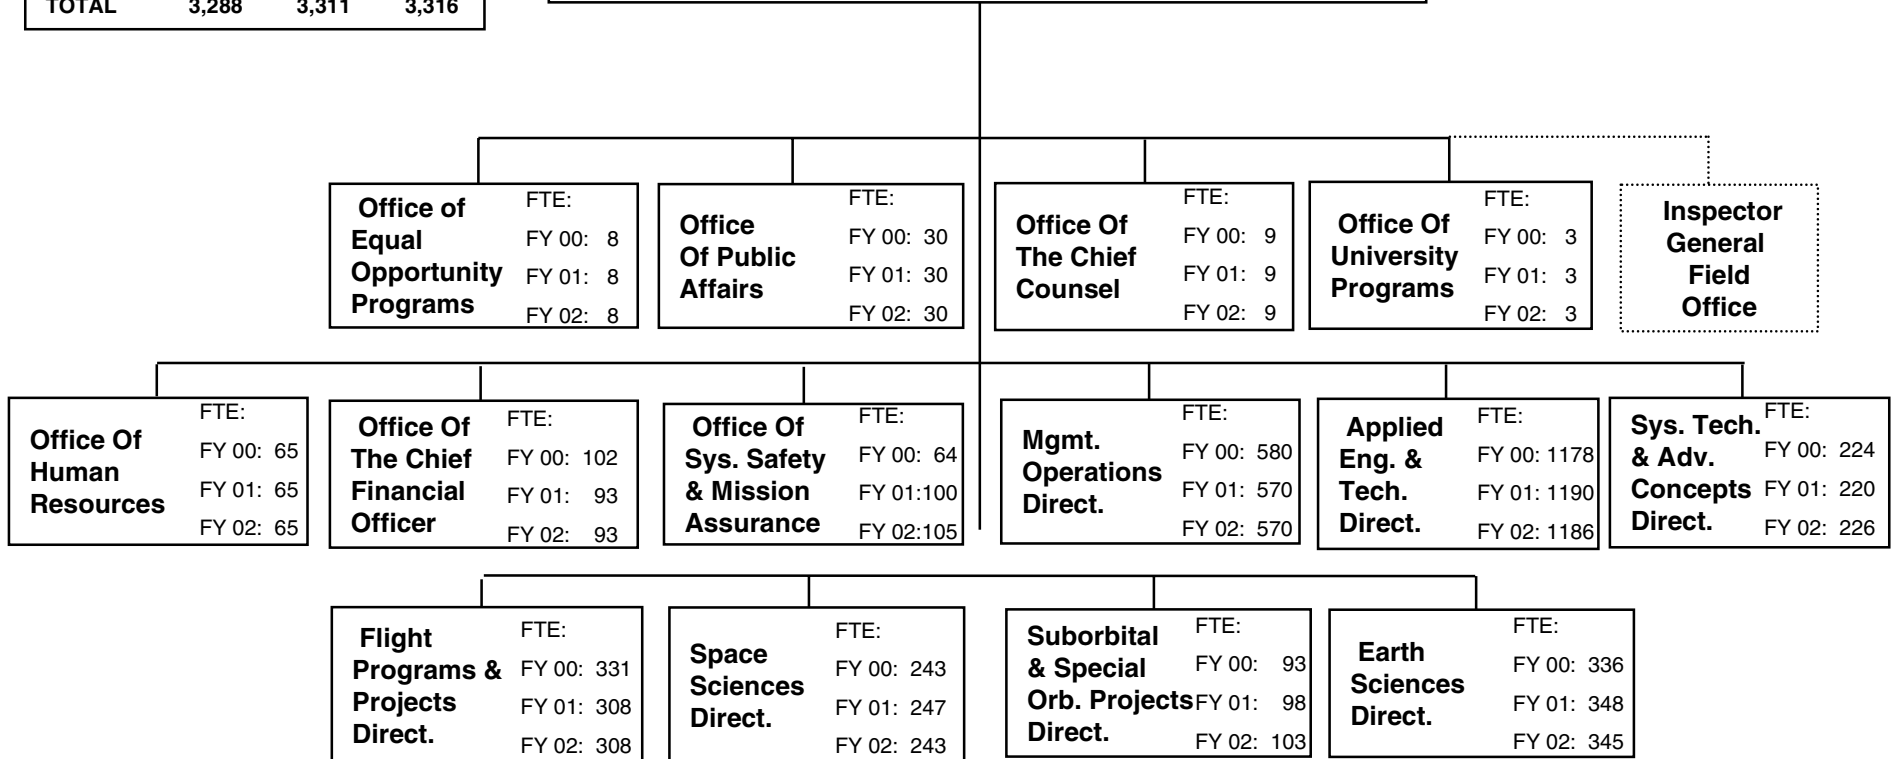 TOTAL 3,288 3,311 3,316
Office of
Equal
Opportunity
Programs
FTE:
FY 00: 8
FY 01: 8
FY 02: 8
Office
Of Public
Affairs
FTE:
FY 00: 30
FY 01: 30
FY 02: 30
Office Of
The Chief
Counsel
FTE:
FY 00: 9
FY 01: 9
FY 02: 9
Office Of
University
Programs
FTE:
FY 00: 3
FY 01: 3
FY 02: 3
Inspector
General
Field
Office
Office Of
Human
Resources
FTE:
FY 00: 65
FY 01: 65
FY 02: 65
Office Of
The Chief
Financial
Officer
FTE:
FY 00: 102
FY 01: 93
FY 02: 93
Office Of
Sys. Safety
& Mission
Assurance
FTE:
FY 00: 64
FY 01:100
FY 02:105
Mgmt.
Operations
Direct.
FTE:
FY 00: 580
FY 01: 570
FY 02: 570
Applied
Eng. &
Tech.
Direct.
FTE:
FY 00: 1178
FY 01: 1190
FY 02: 1186
Sys. Tech.
& Adv.
Concepts
Direct.
FTE:
FY 00: 224
FY 01: 220
FY 02: 226
Flight
Programs &
Projects
Direct.
FTE:
FY 00: 331
FY 01: 308
FY 02: 308
Space
Sciences
Direct.
FTE:
FY 00: 243
FY 01: 247
FY 02: 243
Suborbital
& Special
Orb. Projects
Direct.
FTE:
FY 00: 93
FY 01: 98
FY 02: 103
Earth
Sciences
Direct.
FTE:
FY 00: 336
FY 01: 348
FY 02: 345